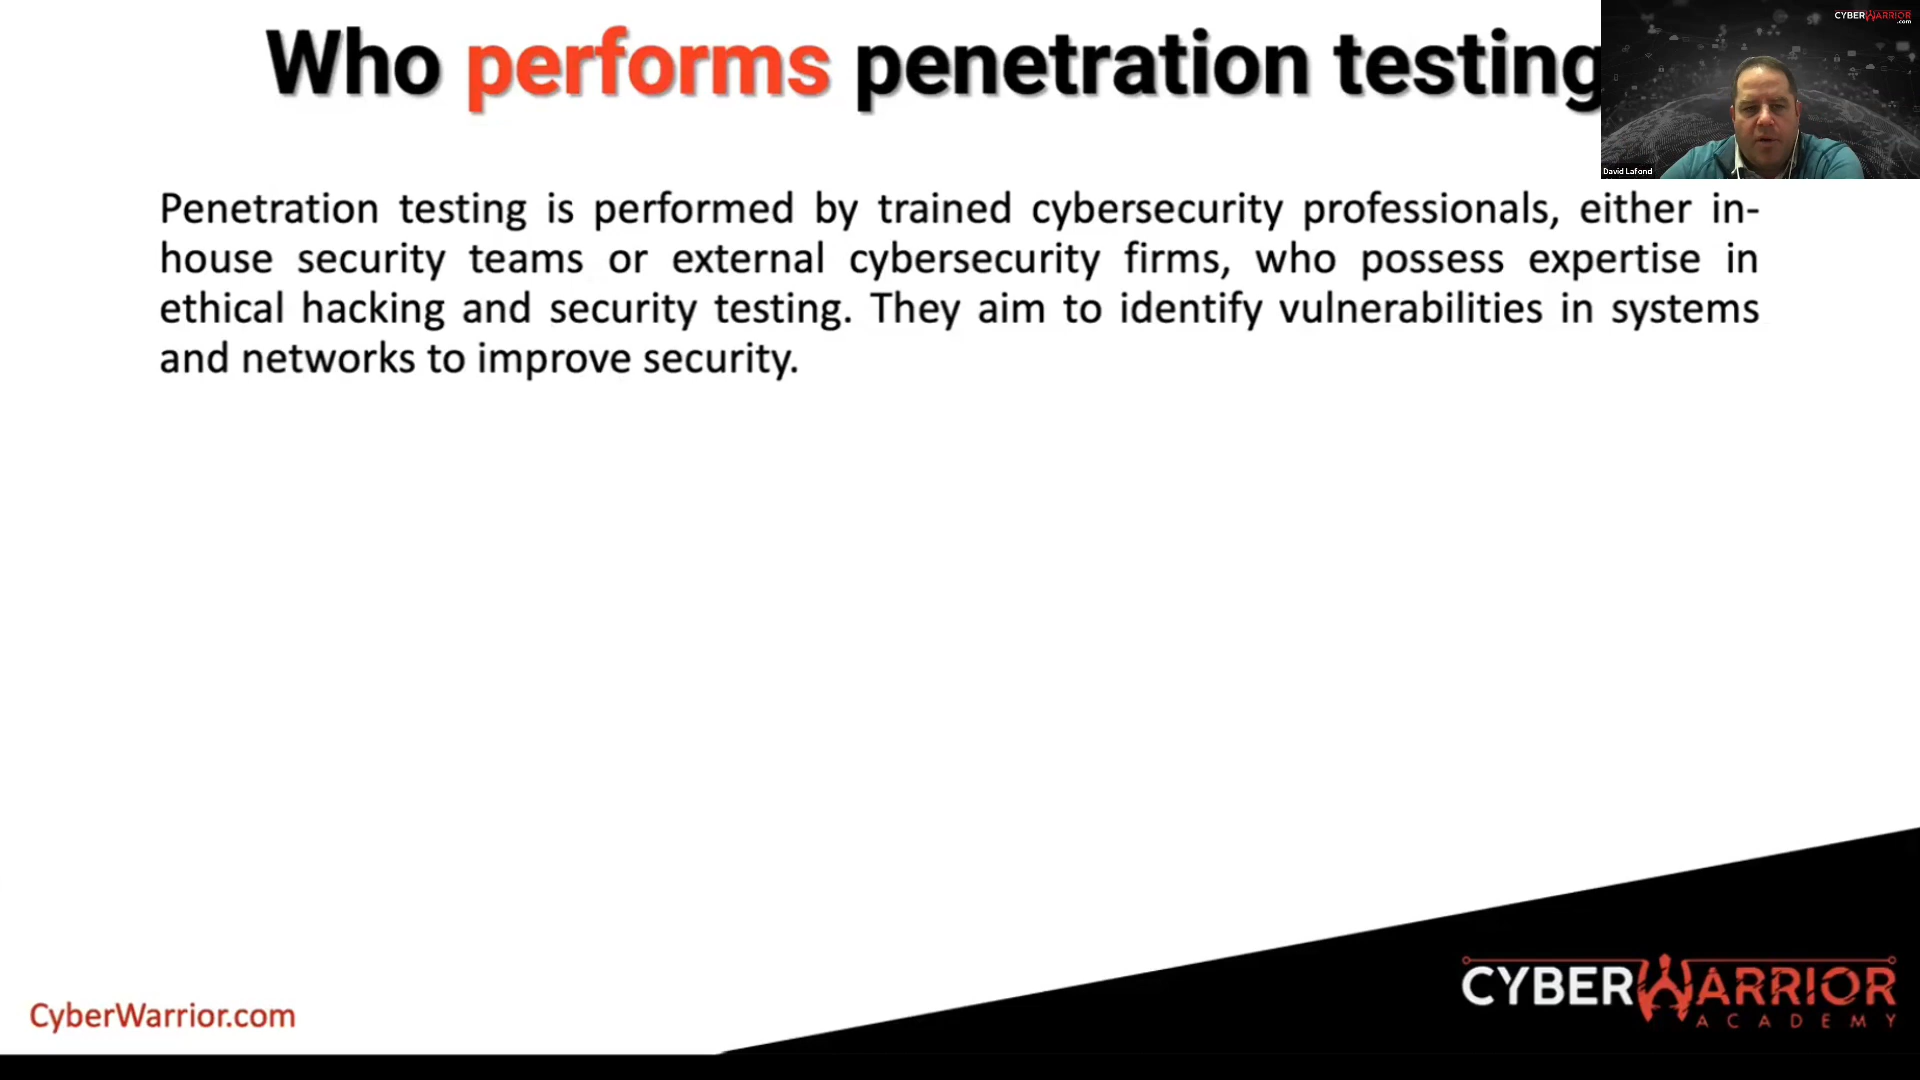 Who performs penetration testing
CYBERWARRIOR
.com
David Lafond
Penetration testing is performed by trained cybersecurity professionals, either in-
house security teams or external cybersecurity firms, who possess expertise in
ethical hacking and security testing. They aim to identify vulnerabilities in systems
and networks to improve security.
CyberWarrior.com
CYBERWARRIOR
ACADEMY